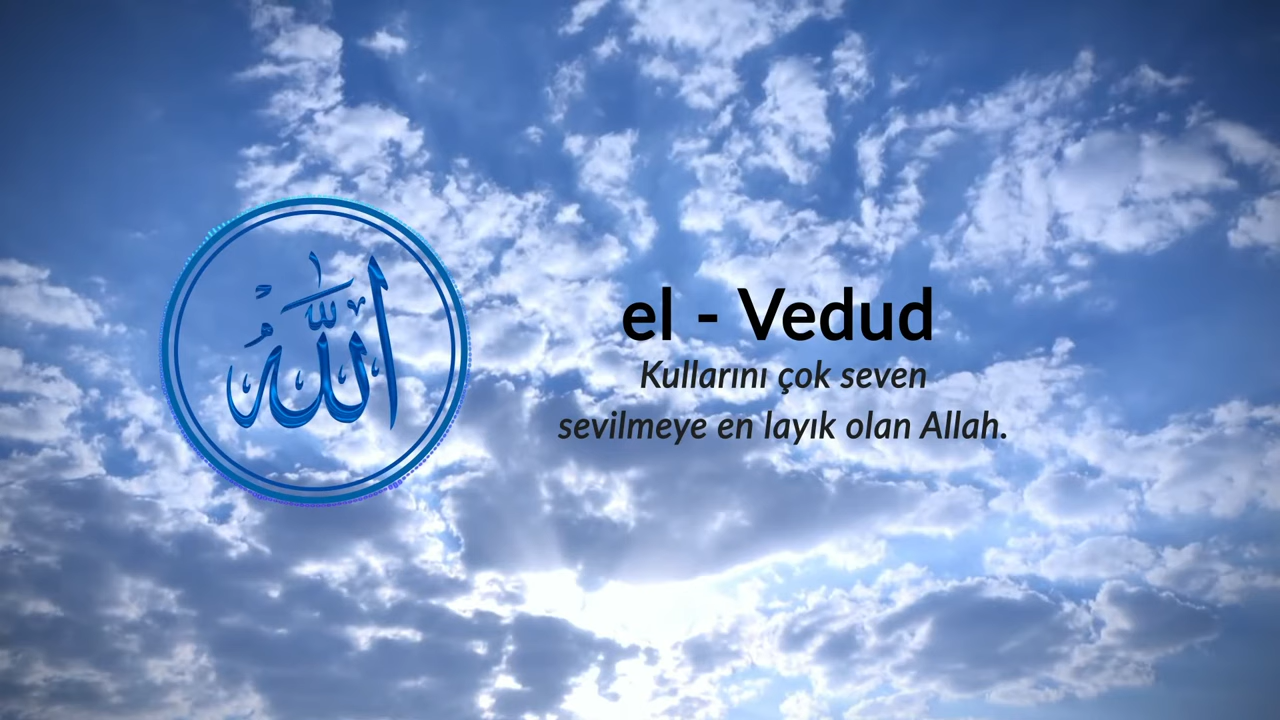 الله
el - Vedud
Kullarını çok seven
sevilmeye en layık olan Allah.